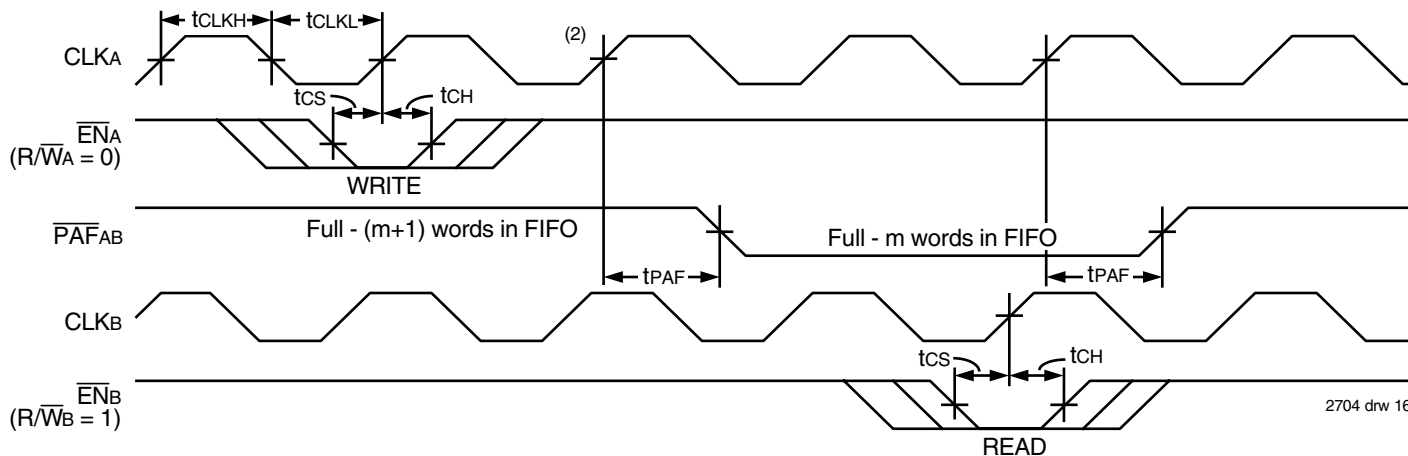 tCLKH tCLKL
(2)
CLKA
tCS tCH
ENA
(R/WA = 0)
WRITE
PAFAB
Full - (m+1) words in FIFO
Full - m words in FIFO
tPAF
tPAF
CLKB
tCS tCH
ENB
(R/WB = 1)
2704 drw 16
READ